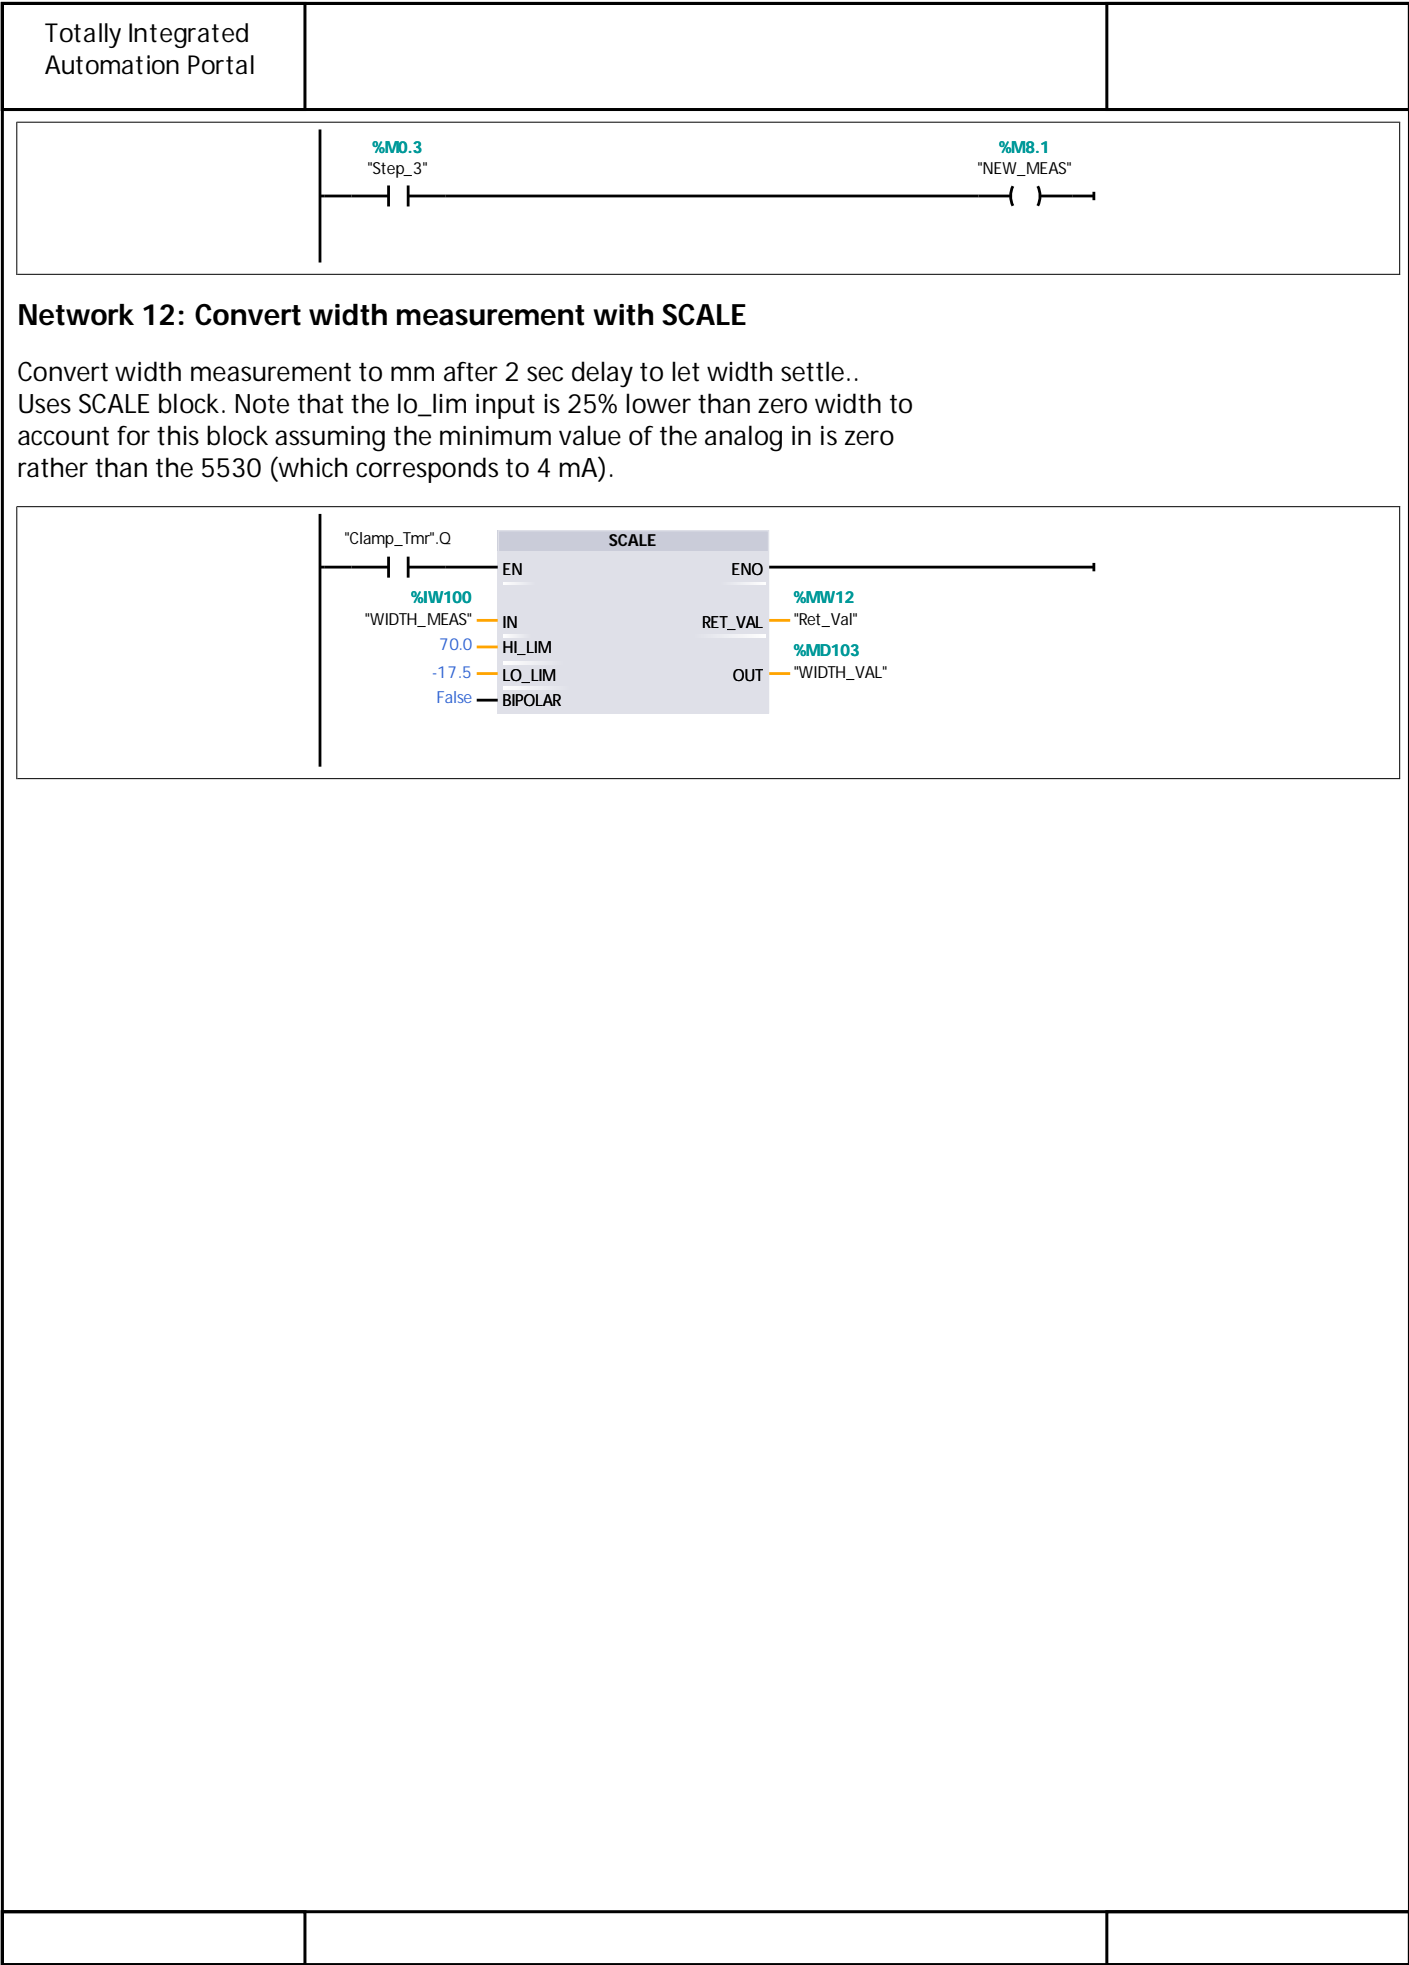 Totally Integrated
Automation Portal
%M0.3
"Step_3"
%M8.1
"NEW_MEAS"
Network 12: Convert width measurement with SCALE
Convert width measurement to mm after 2 sec delay to let width settle..
Uses SCALE block. Note that the lo_lim input is 25% lower than zero width to
account for this block assuming the minimum value of the analog in is zero
rather than the 5530 (which corresponds to 4 mA).
"Clamp_Tmr".Q
SCALE
EN
ENO
%IW100
"WIDTH_MEAS"
IN
RET_VAL
%MW12
"Ret_Val"
70.0
HI_LIM
%MD103
-17.5
LO_LIM
OUT
"WIDTH_VAL"
False
BIPOLAR